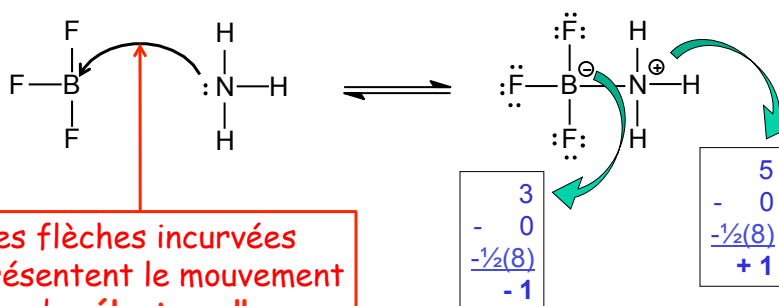 F
F—B
F
H
:N—H
H
:F:
:F—B⊖—N⊕—H
:F:
H
H
es flèches incurvées
ésentent le mouvement
3
- 0
-½(8)
- 1
5
- 0
-½(8)
+ 1